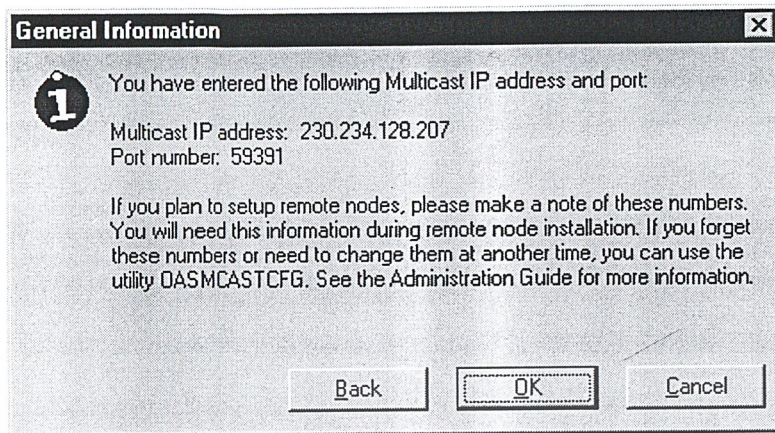 General Information
You have entered the following Multicast IP address and port:
Multicast IP address: 230.234.128.207
Port number: 59391
If you plan to setup remote nodes, please make a note of these numbers.
You will need this information during remote node installation. If you forget
these numbers or need to change them at another time, you can use the
utility OASMCASTCFG. See the Administration Guide for more information.
Back OK Cancel